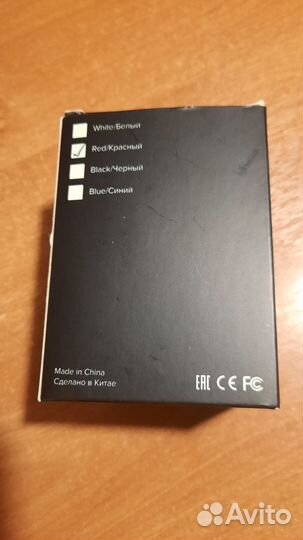 White/Белый
Red/Красный
Black/Черный
Blue/Синий
Made in China
Сделано в Китае
EAC CE FC
Avito